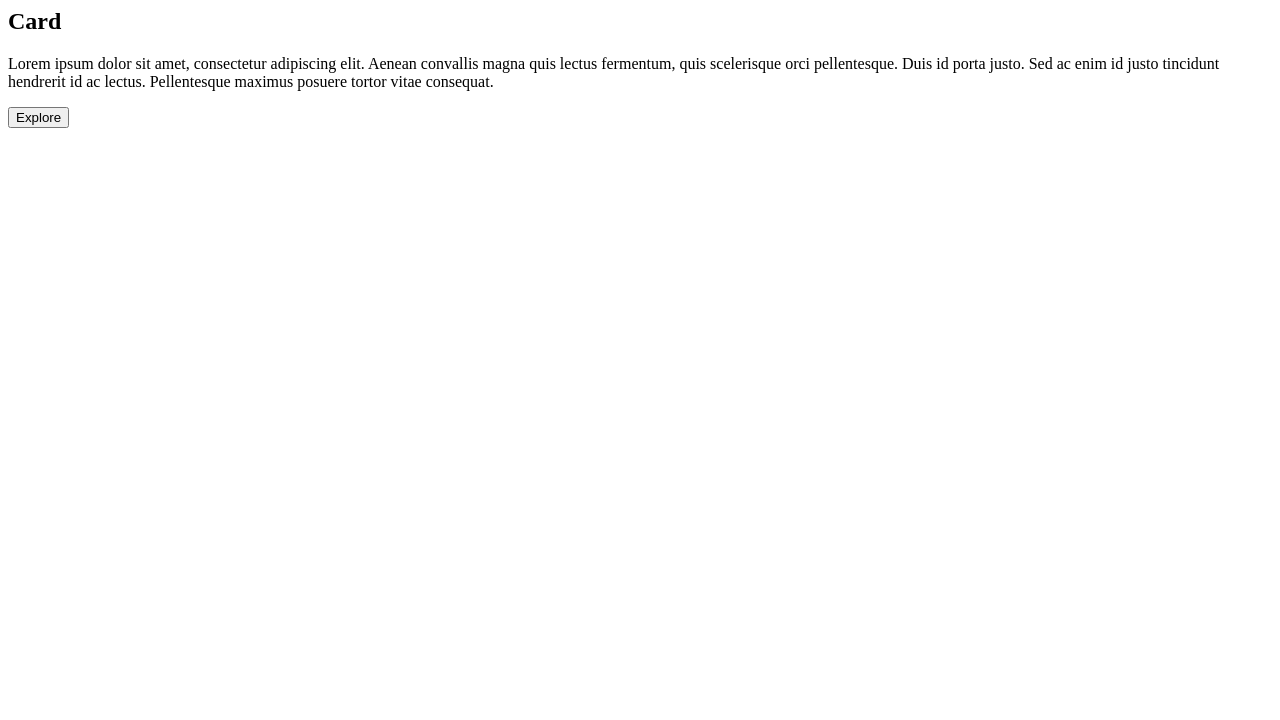 Card
Lorem ipsum dolor sit amet, consectetur adipiscing elit. Aenean convallis magna quis lectus fermentum, quis scelerisque orci pellentesque. Duis id porta justo. Sed ac enim id justo tincidunt
hendrerit id ac lectus. Pellentesque maximus posuere tortor vitae consequat.
Explore